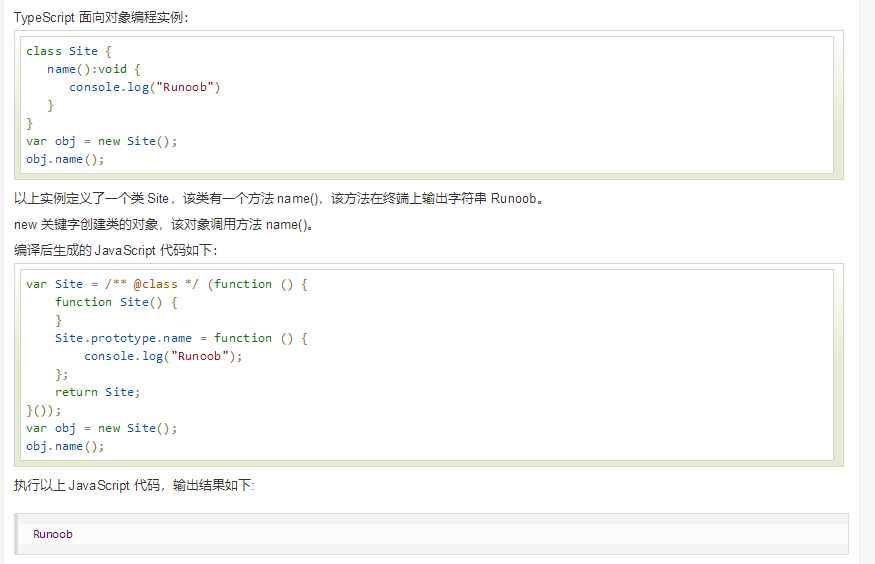 TypeScript 面向对象编程实例：
class Site {
   name():void {
      console.log("Runoob")
   }
}
var obj = new Site();
obj.name();
以上实例定义了一个类 Site，该类有一个方法 name()，该方法在终端上输出字符串 Runoob。
new 关键字创建类的对象，该对象调用方法 name()。
编译后生成的 JavaScript 代码如下：
var Site = /** @class */ (function () {
    function Site() {
    }
    Site.prototype.name = function () {
        console.log("Runoob");
    };
    return Site;
}());
var obj = new Site();
obj.name();
执行以上 JavaScript 代码，输出结果如下:
Runoob